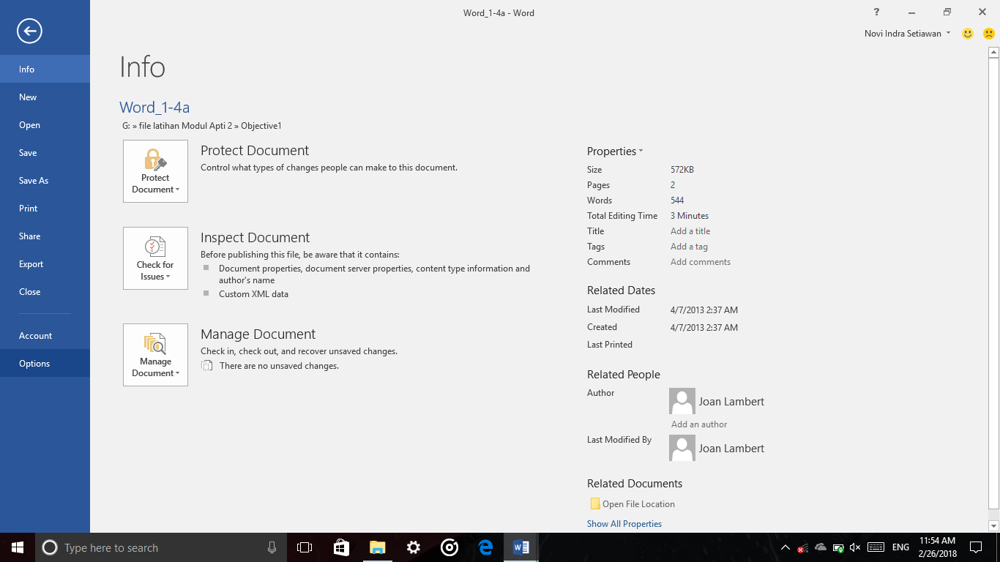 Word_1-4a - Word
?
Novi Indra Setiawan
Info
New
Open
Save
Save As
Print
Share
Export
Close
Account
Options
Info
Word_1-4a
G: » file latihan Modul Apti 2 » Objective1
Protect
Document
Protect Document
Control what types of changes people can make to this document.
Check for
Issues
Inspect Document
Before publishing this file, be aware that it contains:
Document properties, document server properties, content type information and
author's name
Custom XML data
Manage
Document
Manage Document
Check in, check out, and recover unsaved changes.
There are no unsaved changes.
Properties
Size 572KB
Pages 2
Words 544
Total Editing Time 3 Minutes
Title Add a title
Tags Add a tag
Comments Add comments
Related Dates
Last Modified 4/7/2013 2:37 AM
Created 4/7/2013 2:37 AM
Last Printed
Related People
Author Joan Lambert
Add an author
Last Modified By Joan Lambert
Related Documents
Open File Location
Show All Properties
Type here to search
ENG
11:54 AM
2/26/2018